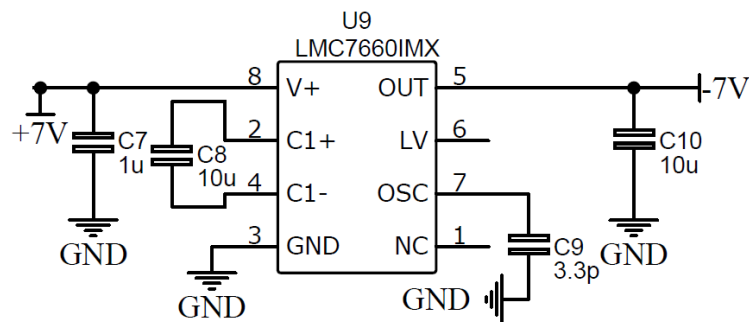 U9
LMC7660IMX
8 V+ OUT 5
+7V
-7V
C7
1u
C8
10u
2 C1+ LV 6
C10
10u
4 C1- OSC 7
3 GND NC 1
C9
3.3p
GND
GND
GND
GND